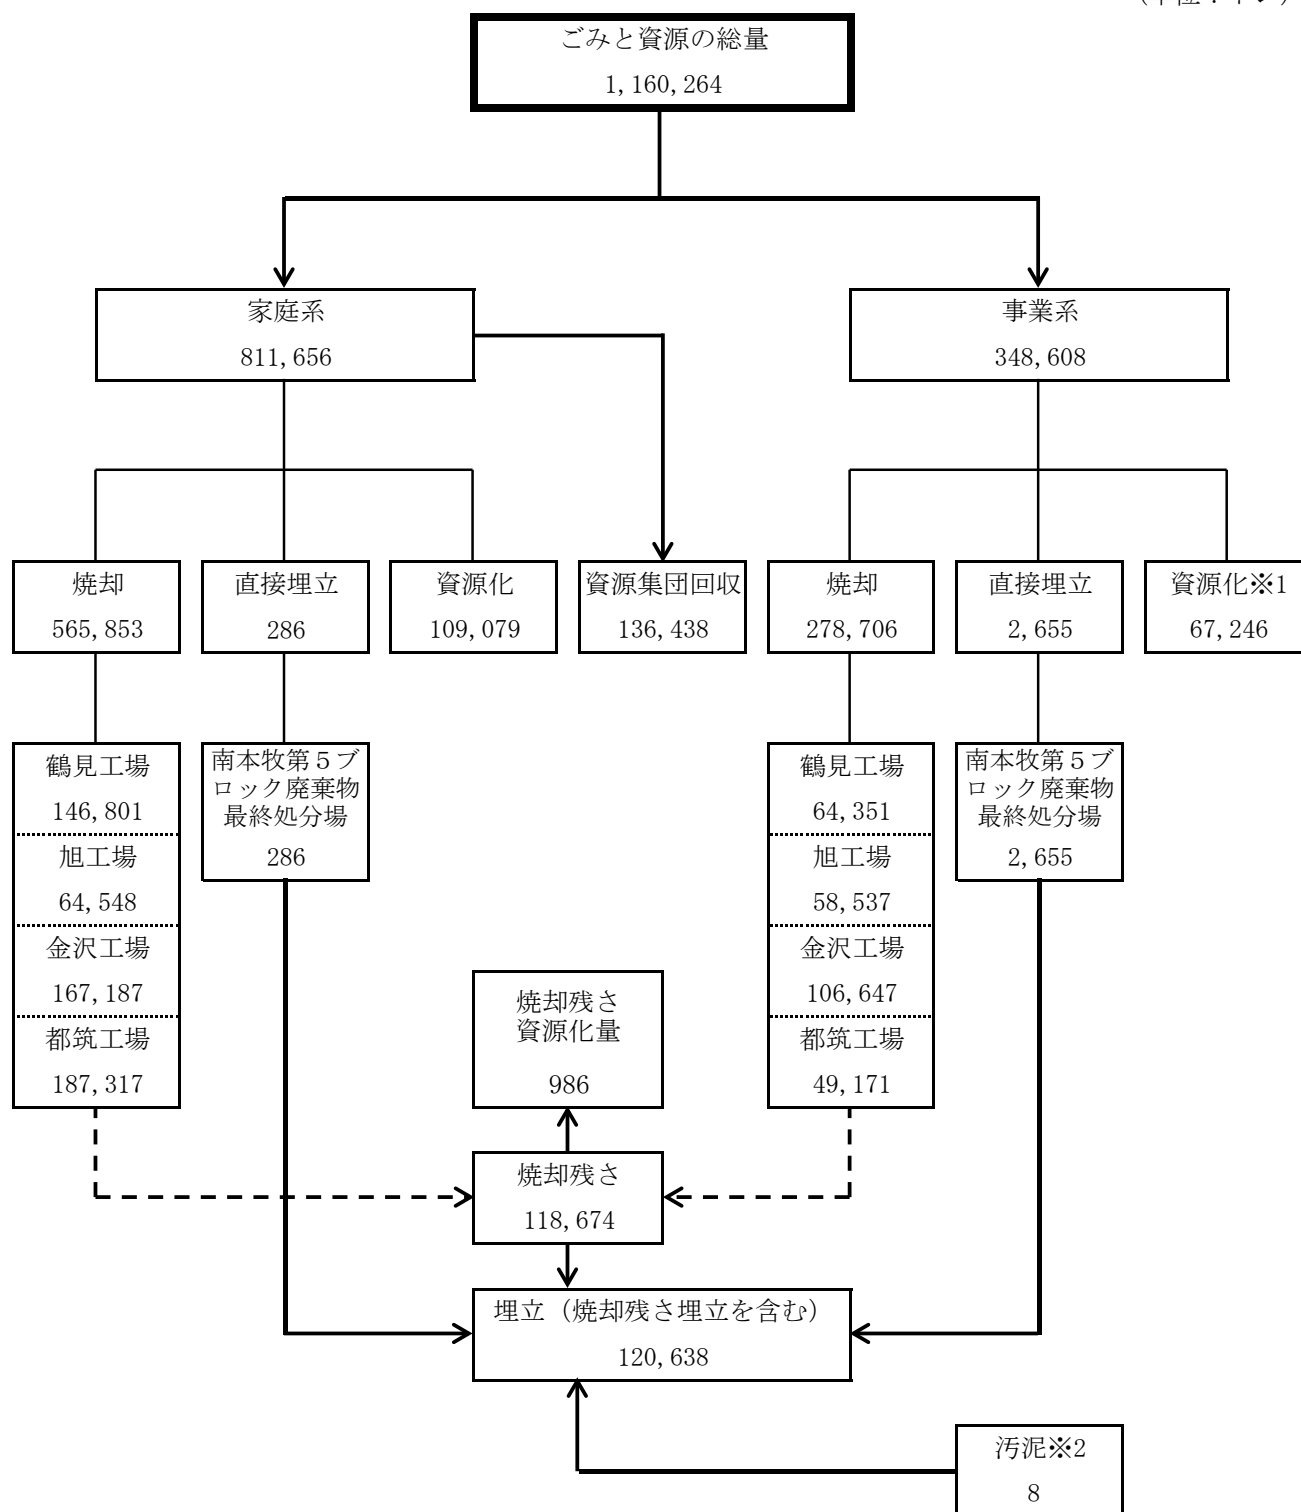 ごみと資源の総量
1,160,264
家庭系
811,656
事業系
348,608
焼却
565,853
直接埋立
286
資源化
109,079
資源集団回収
136,438
焼却
278,706
直接埋立
2,655
資源化※1
67,246
鶴見工場
146,801
旭工場
64,548
金沢工場
167,187
都筑工場
187,317
南本牧第５ブ
ロック廃棄物
最終処分場
286
鶴見工場
64,351
旭工場
58,537
金沢工場
106,647
都筑工場
49,171
南本牧第５ブ
ロック廃棄物
最終処分場
2,655
焼却残さ
資源化量
986
焼却残さ
118,674
埋立（焼却残さ埋立を含む）
120,638
汚泥※2
8